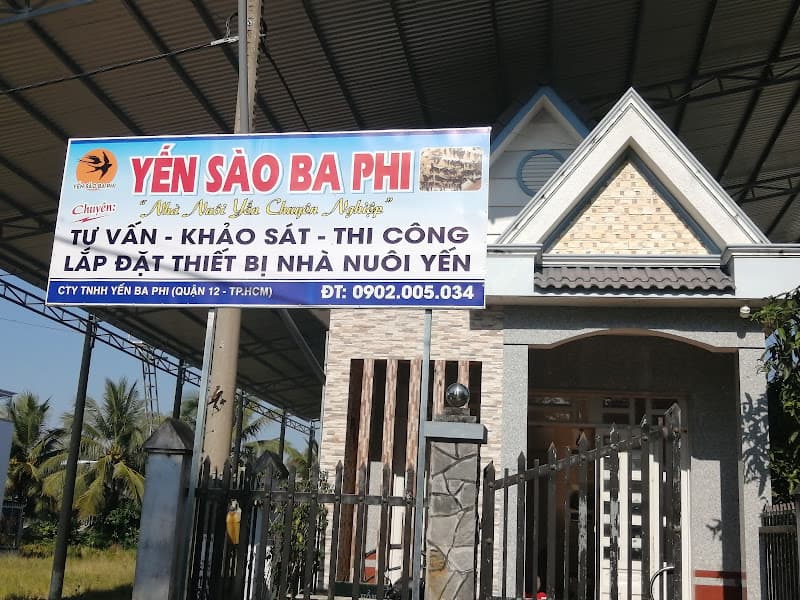 YẾN SÀO BA PHI
YẾN SÀO BA PHI
Chuyên:
"Nhà Nuôi Yến Chuyên Nghiệp"
TƯ VẤN - KHẢO SÁT - THI CÔNG
LẮP ĐẶT THIẾT BỊ NHÀ NUÔI YẾN
CTY TNHH YẾN BA PHI (QUẬN 12 - TP.HCM) ĐT: 0902.005.034